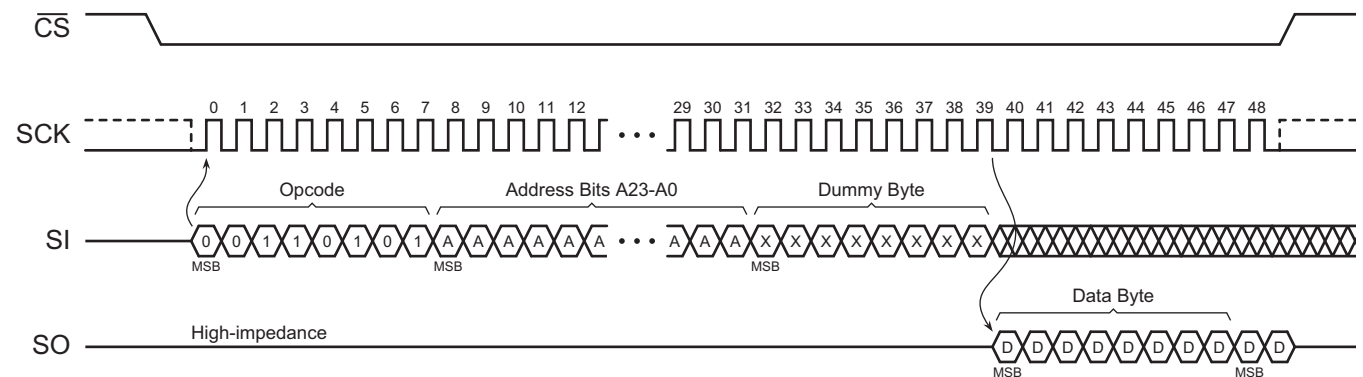 CS
0 1 2 3 4 5 6 7 8 9 10 11 12 29 30 31 32 33 34 35 36 37 38 39 40 41 42 43 44 45 46 47 48
SCK • • •
Opcode Address Bits A23-A0 Dummy Byte
SI 0 0 1 1 0 1 0 1 A A A A A A • • • A A A X X X X X X X X
MSB MSB MSB
Data Byte
High-impedance
SO D D D D D D D D D D
MSB MSB